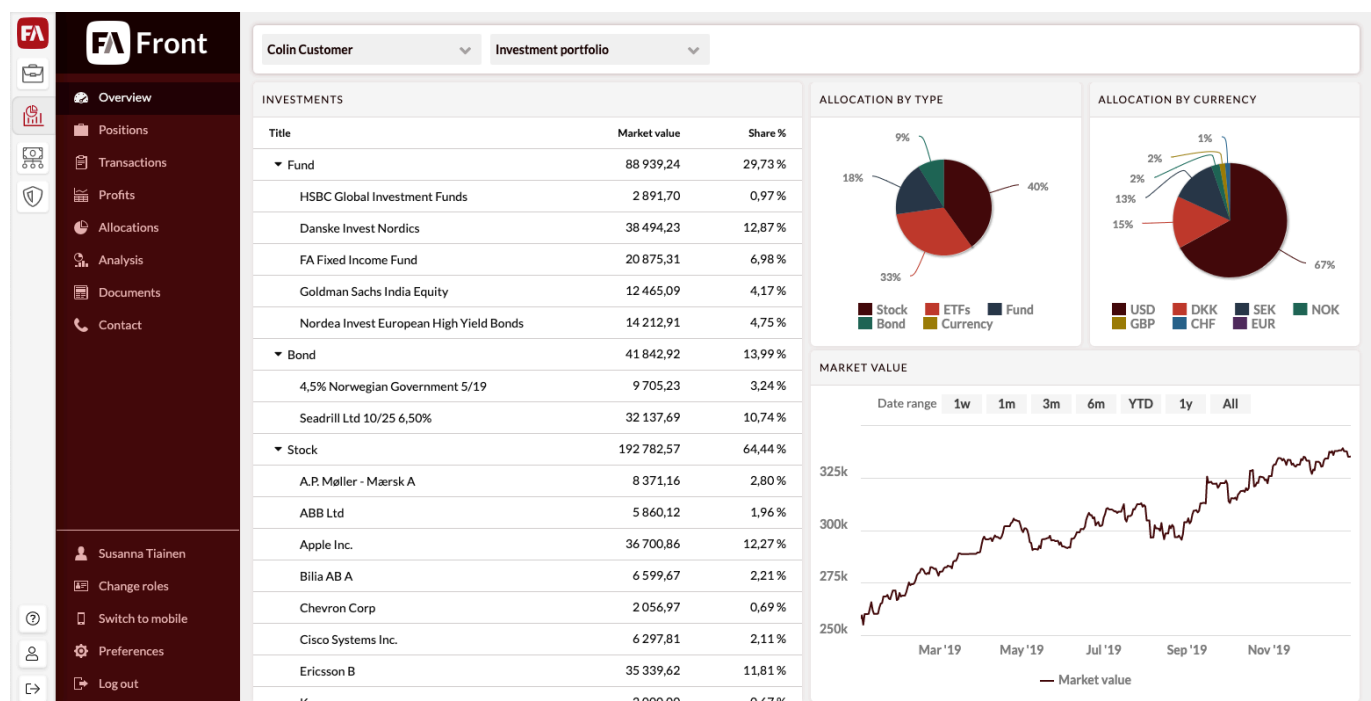 FA
FA Front
Overview
Positions
Transactions
Profits
Allocations
Analysis
Documents
Contact
Susanna Tiainen
Change roles
Switch to mobile
Preferences
Log out
Colin Customer
Investment portfolio
INVESTMENTS
Title Market value Share %
Fund 88 939,24 29,73 %
HSBC Global Investment Funds 2 891,70 0,97 %
Danske Invest Nordics 38 494,23 12,87 %
FA Fixed Income Fund 20 875,31 6,98 %
Goldman Sachs India Equity 12 465,09 4,17 %
Nordea Invest European High Yield Bonds 14 212,91 4,75 %
Bond 41 842,92 13,99 %
4,5% Norwegian Government 5/19 9 705,23 3,24 %
Seadrill Ltd 10/25 6,50% 32 137,69 10,74 %
Stock 192 782,57 64,44 %
A.P. Møller - Mærsk A 8 371,16 2,80 %
ABB Ltd 5 860,12 1,96 %
Apple Inc. 36 700,86 12,27 %
Bilia AB A 6 599,67 2,21 %
Chevron Corp 2 056,97 0,69 %
Cisco Systems Inc. 6 297,81 2,11 %
Ericsson B 35 339,62 11,81 %
ALLOCATION BY TYPE
9%
18%
40%
33%
Stock ETFs Fund
Bond Currency
ALLOCATION BY CURRENCY
1%
2%
2%
13%
15%
67%
USD DKK SEK NOK
GBP CHF EUR
MARKET VALUE
Date range 1w 1m 3m 6m YTD 1y All
325k
300k
275k
250k
Mar '19 May '19 Jul '19 Sep '19 Nov '19
Market value